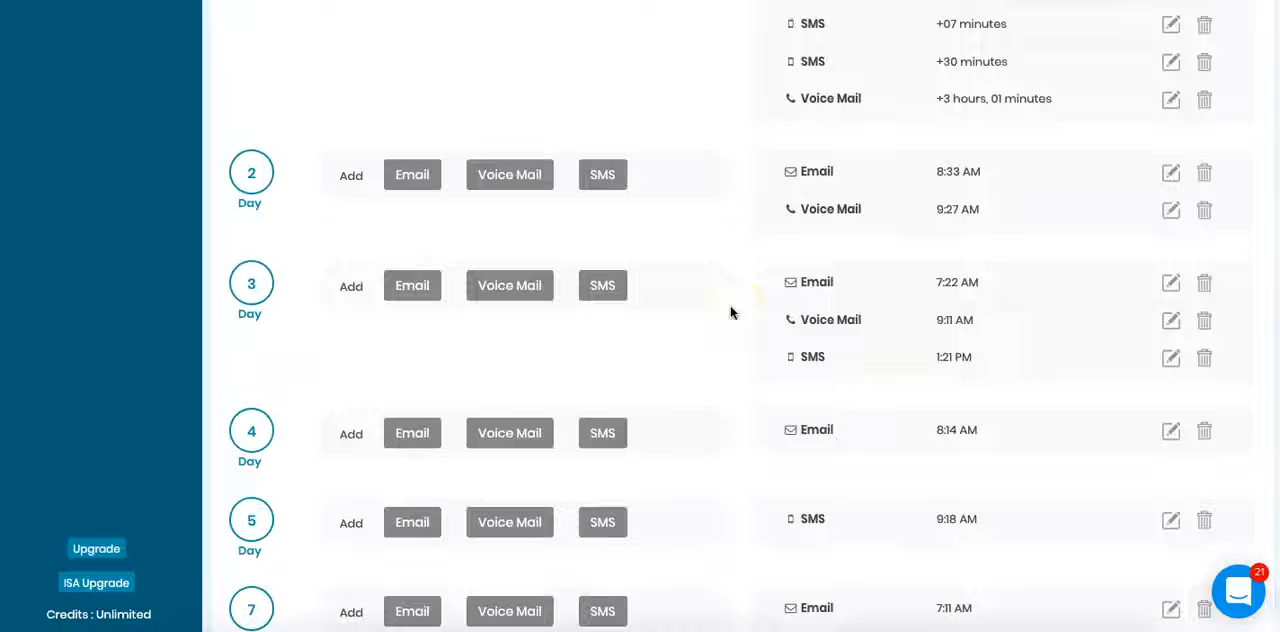 SMS +07 minutes
SMS +30 minutes
Voice Mail +3 hours, 01 minutes
2 Add Email Voice Mail SMS Email 8:33 AM
Day Voice Mail 9:27 AM
3 Add Email Voice Mail SMS Email 7:22 AM
Day Voice Mail 9:11 AM
SMS 1:21 PM
4 Add Email Voice Mail SMS Email 8:14 AM
Day
5 Add Email Voice Mail SMS SMS 9:18 AM
Day
7 Add Email Voice Mail SMS Email 7:11 AM
Upgrade
ISA Upgrade
Credits : Unlimited
21